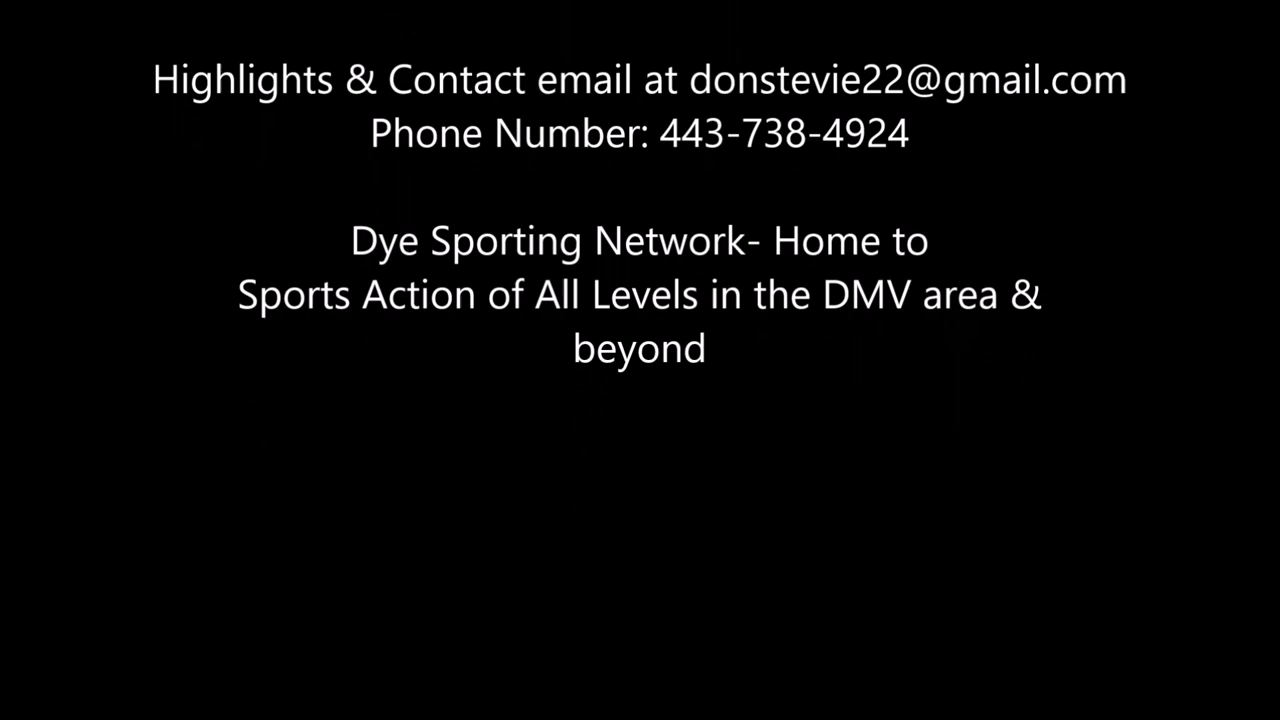 Highlights & Contact email at donstevie22@gmail.com
Phone Number: 443-738-4924
Dye Sporting Network- Home to
Sports Action of All Levels in the DMV area &
beyond